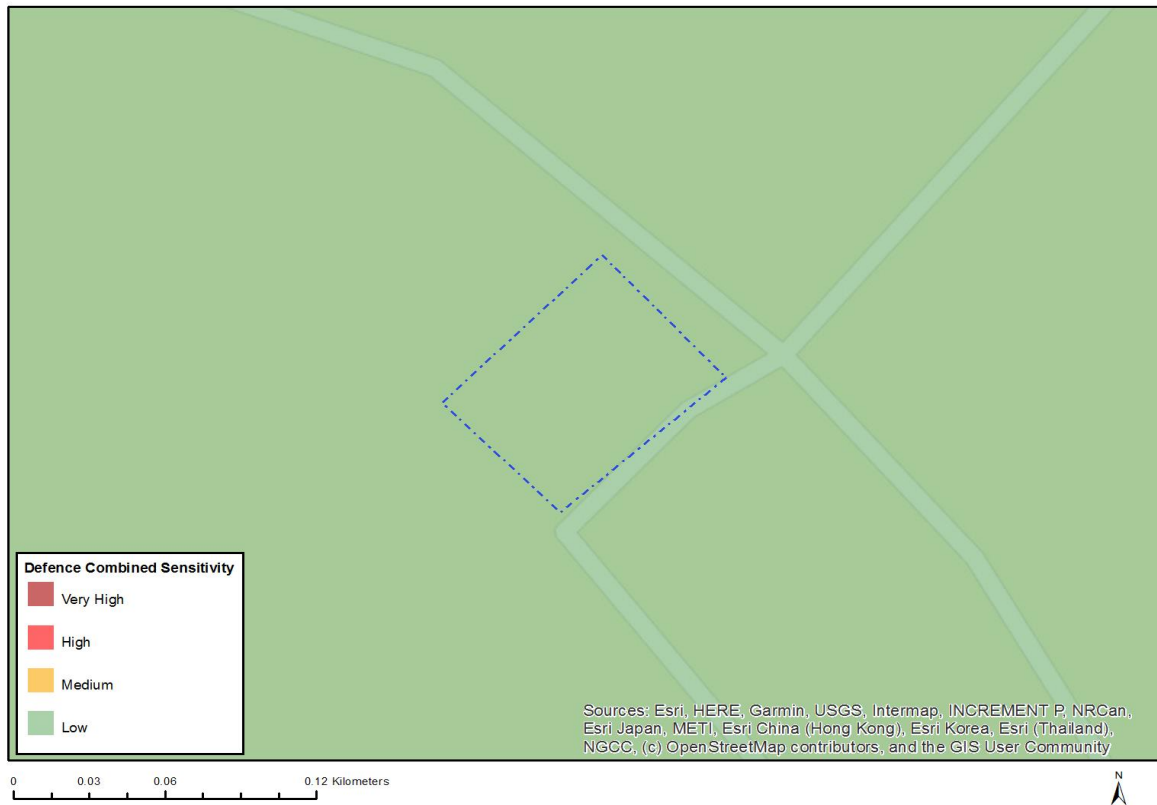 Defence Combined Sensitivity
Very High
High
Medium
Low
Sources: Esri, HERE, Garmin, USGS, Intermap, INCREMENT P, NRCan,
Esri Japan, METI, Esri China (Hong Kong), Esri Korea, Esri (Thailand),
NGCC, (c) OpenStreetMap contributors, and the GIS User Community
0 0.03 0.06 0.12 Kilometers
N